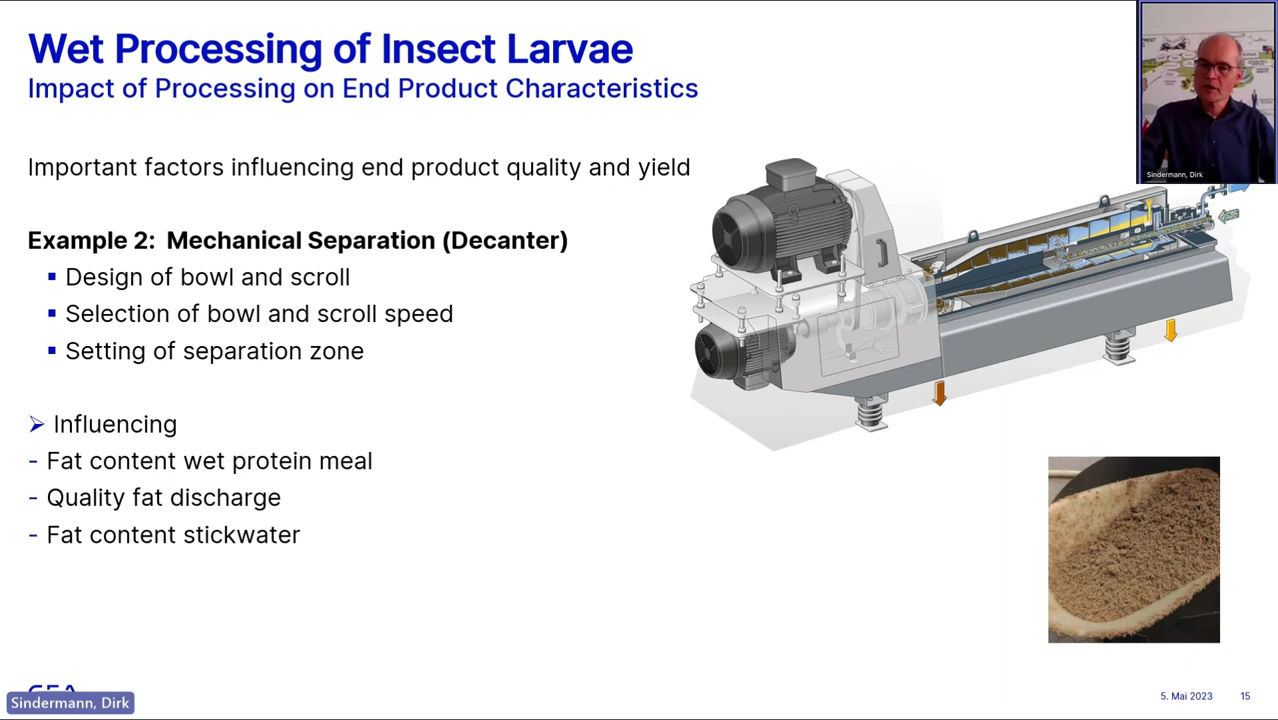 Wet Processing of Insect Larvae
Impact of Processing on End Product Characteristics
Sindermann, Dirk
Important factors influencing end product quality and yield
Example 2: Mechanical Separation (Decanter)
▪ Design of bowl and scroll
▪ Selection of bowl and scroll speed
▪ Setting of separation zone
➢ Influencing
- Fat content wet protein meal
- Quality fat discharge
- Fat content stickwater
GEA
Sindermann, Dirk
5. Mai 2023 15